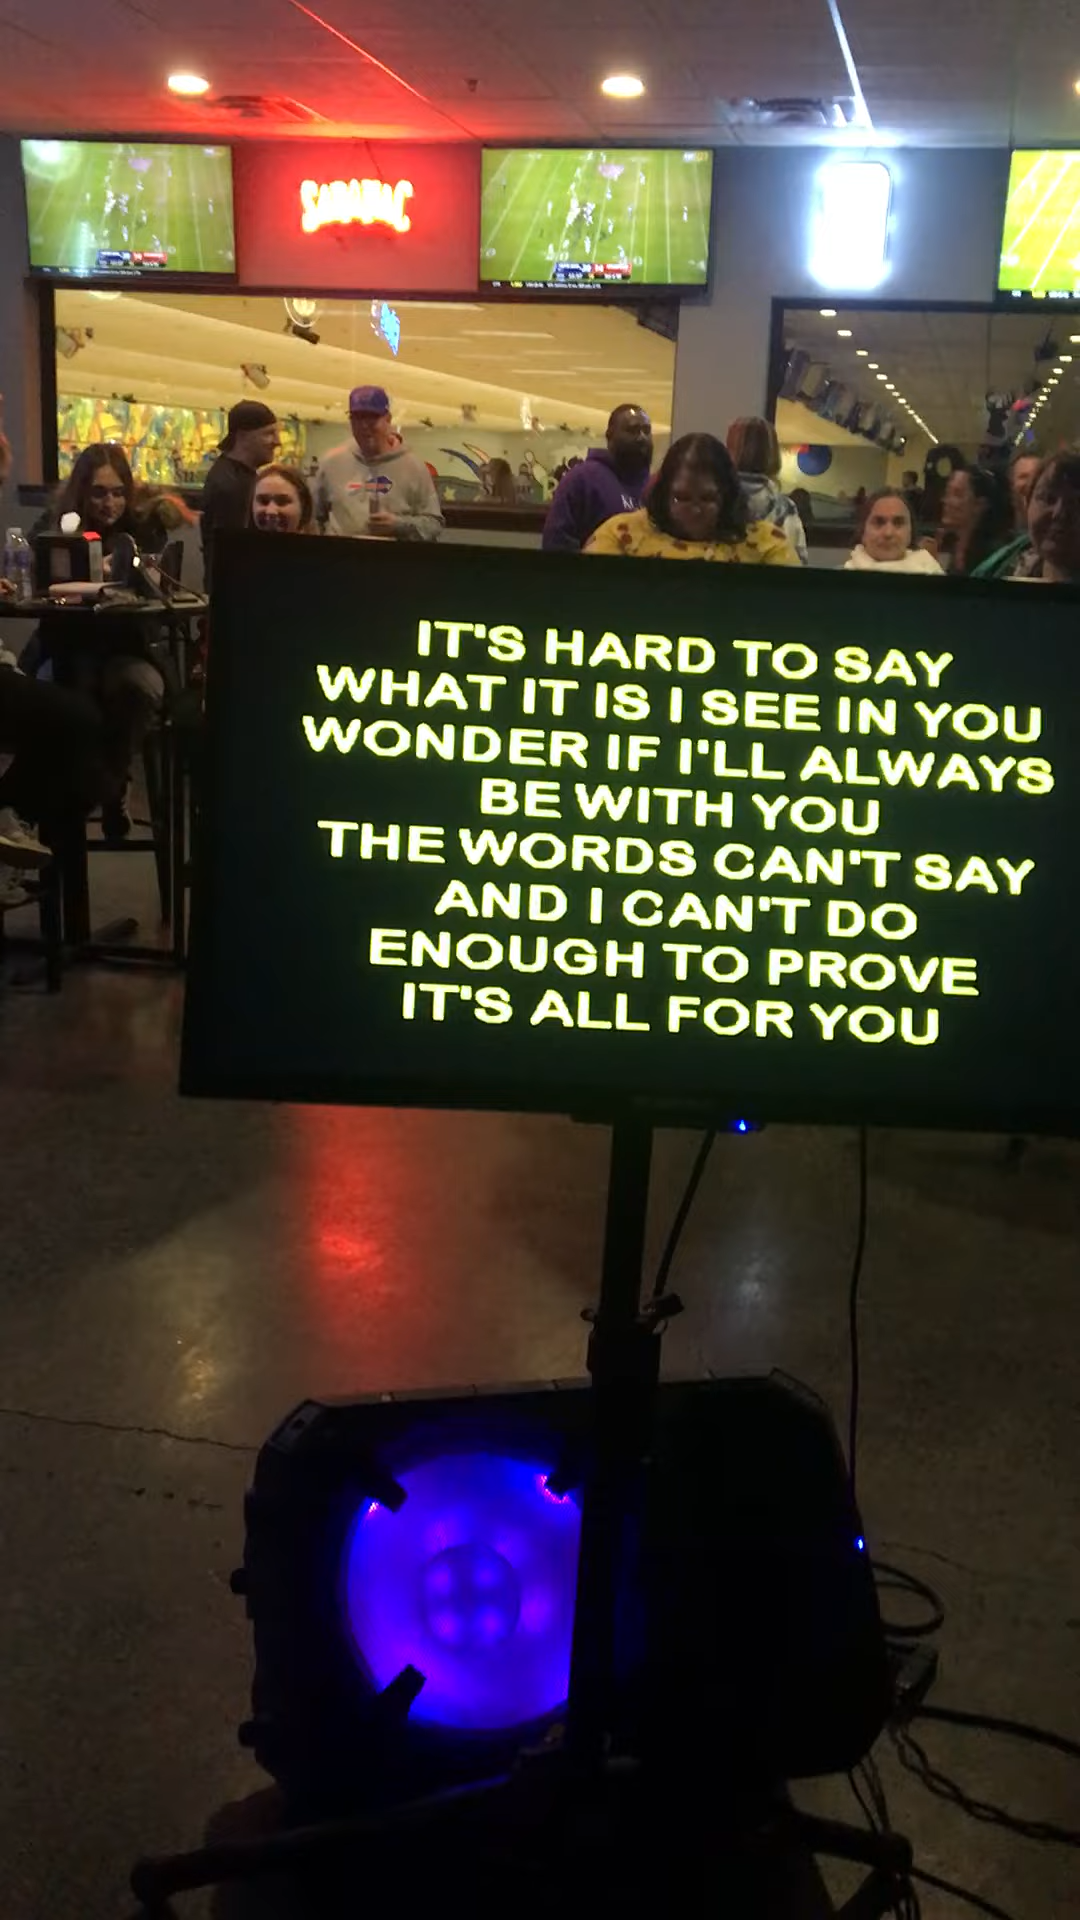 SARANAC
IT'S HARD TO SAY
WHAT IT IS I SEE IN YOU
WONDER IF I'LL ALWAYS
BE WITH YOU
THE WORDS CAN'T SAY
AND I CAN'T DO
ENOUGH TO PROVE
IT'S ALL FOR YOU